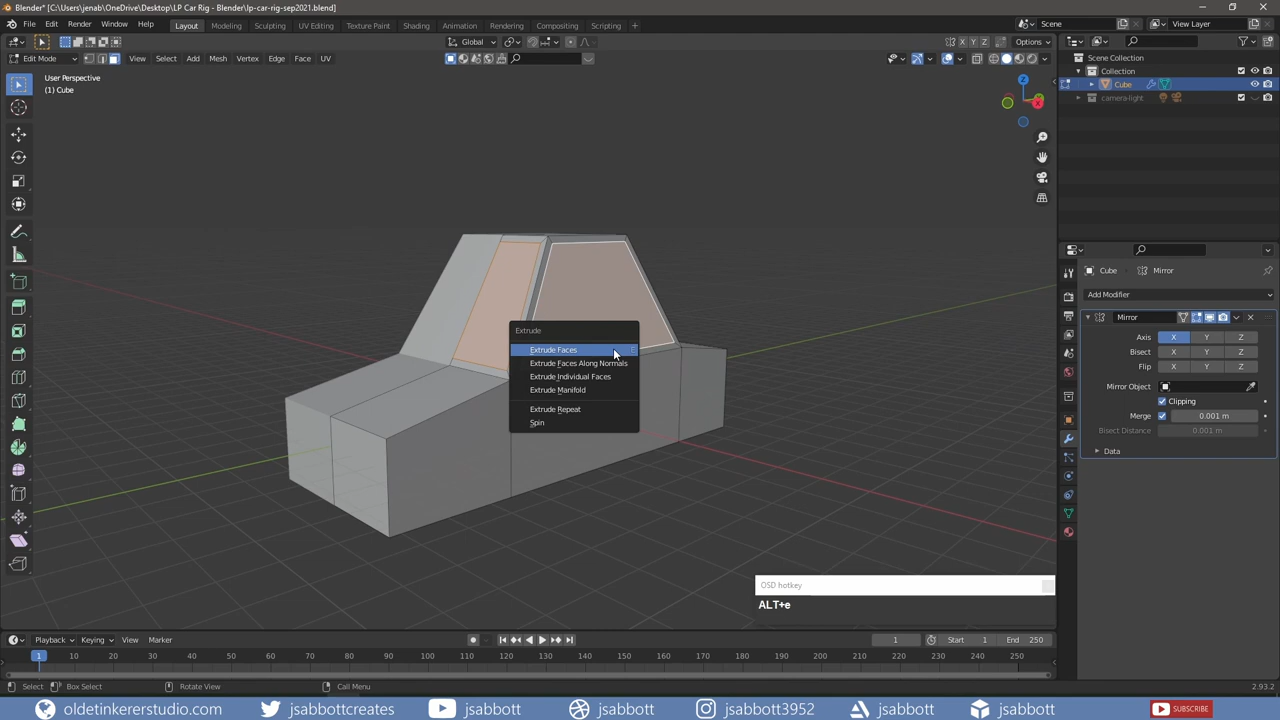 Blender* [C:\Users\jenab\OneDrive\Desktop\LP Car Rig - Blender\lp-car-rig-sep2021.blend]
File Edit Render Window Help Layout Modeling Sculpting UV Editing Texture Paint Shading Animation Rendering Compositing Scripting Scene View Layer
Global Options
Edit Mode View Select Add Mesh Vertex Edge Face UV
Scene Collection
Collection
Cube
camera-light
User Perspective
(1) Cube
Z
X
Cube Mirror
Add Modifier
Mirror
Axis X Y Z
Bisect X Y Z
Flip X Y Z
Mirror Object
Clipping
Merge 0.001 m
Bisect Distance 0.001 m
Data
Extrude
Extrude Faces E
Extrude Faces Along Normals
Extrude Individual Faces
Extrude Manifold
Extrude Repeat
Spin
OSD hotkey
ALT+e
Playback Keying View Marker 1 Start 1 End 250
1 10 20 30 40 50 60 70 80 90 100 110 120 130 140 150 160 170 180 190 200 210 220 230 240 250
Select Box Select Rotate View Call Menu 2.93.2
oldetinkererstudio.com jsabbottcreates jsabbott jsabbott jsabbott3952 jsabbott jsabbott SUBSCRIBE